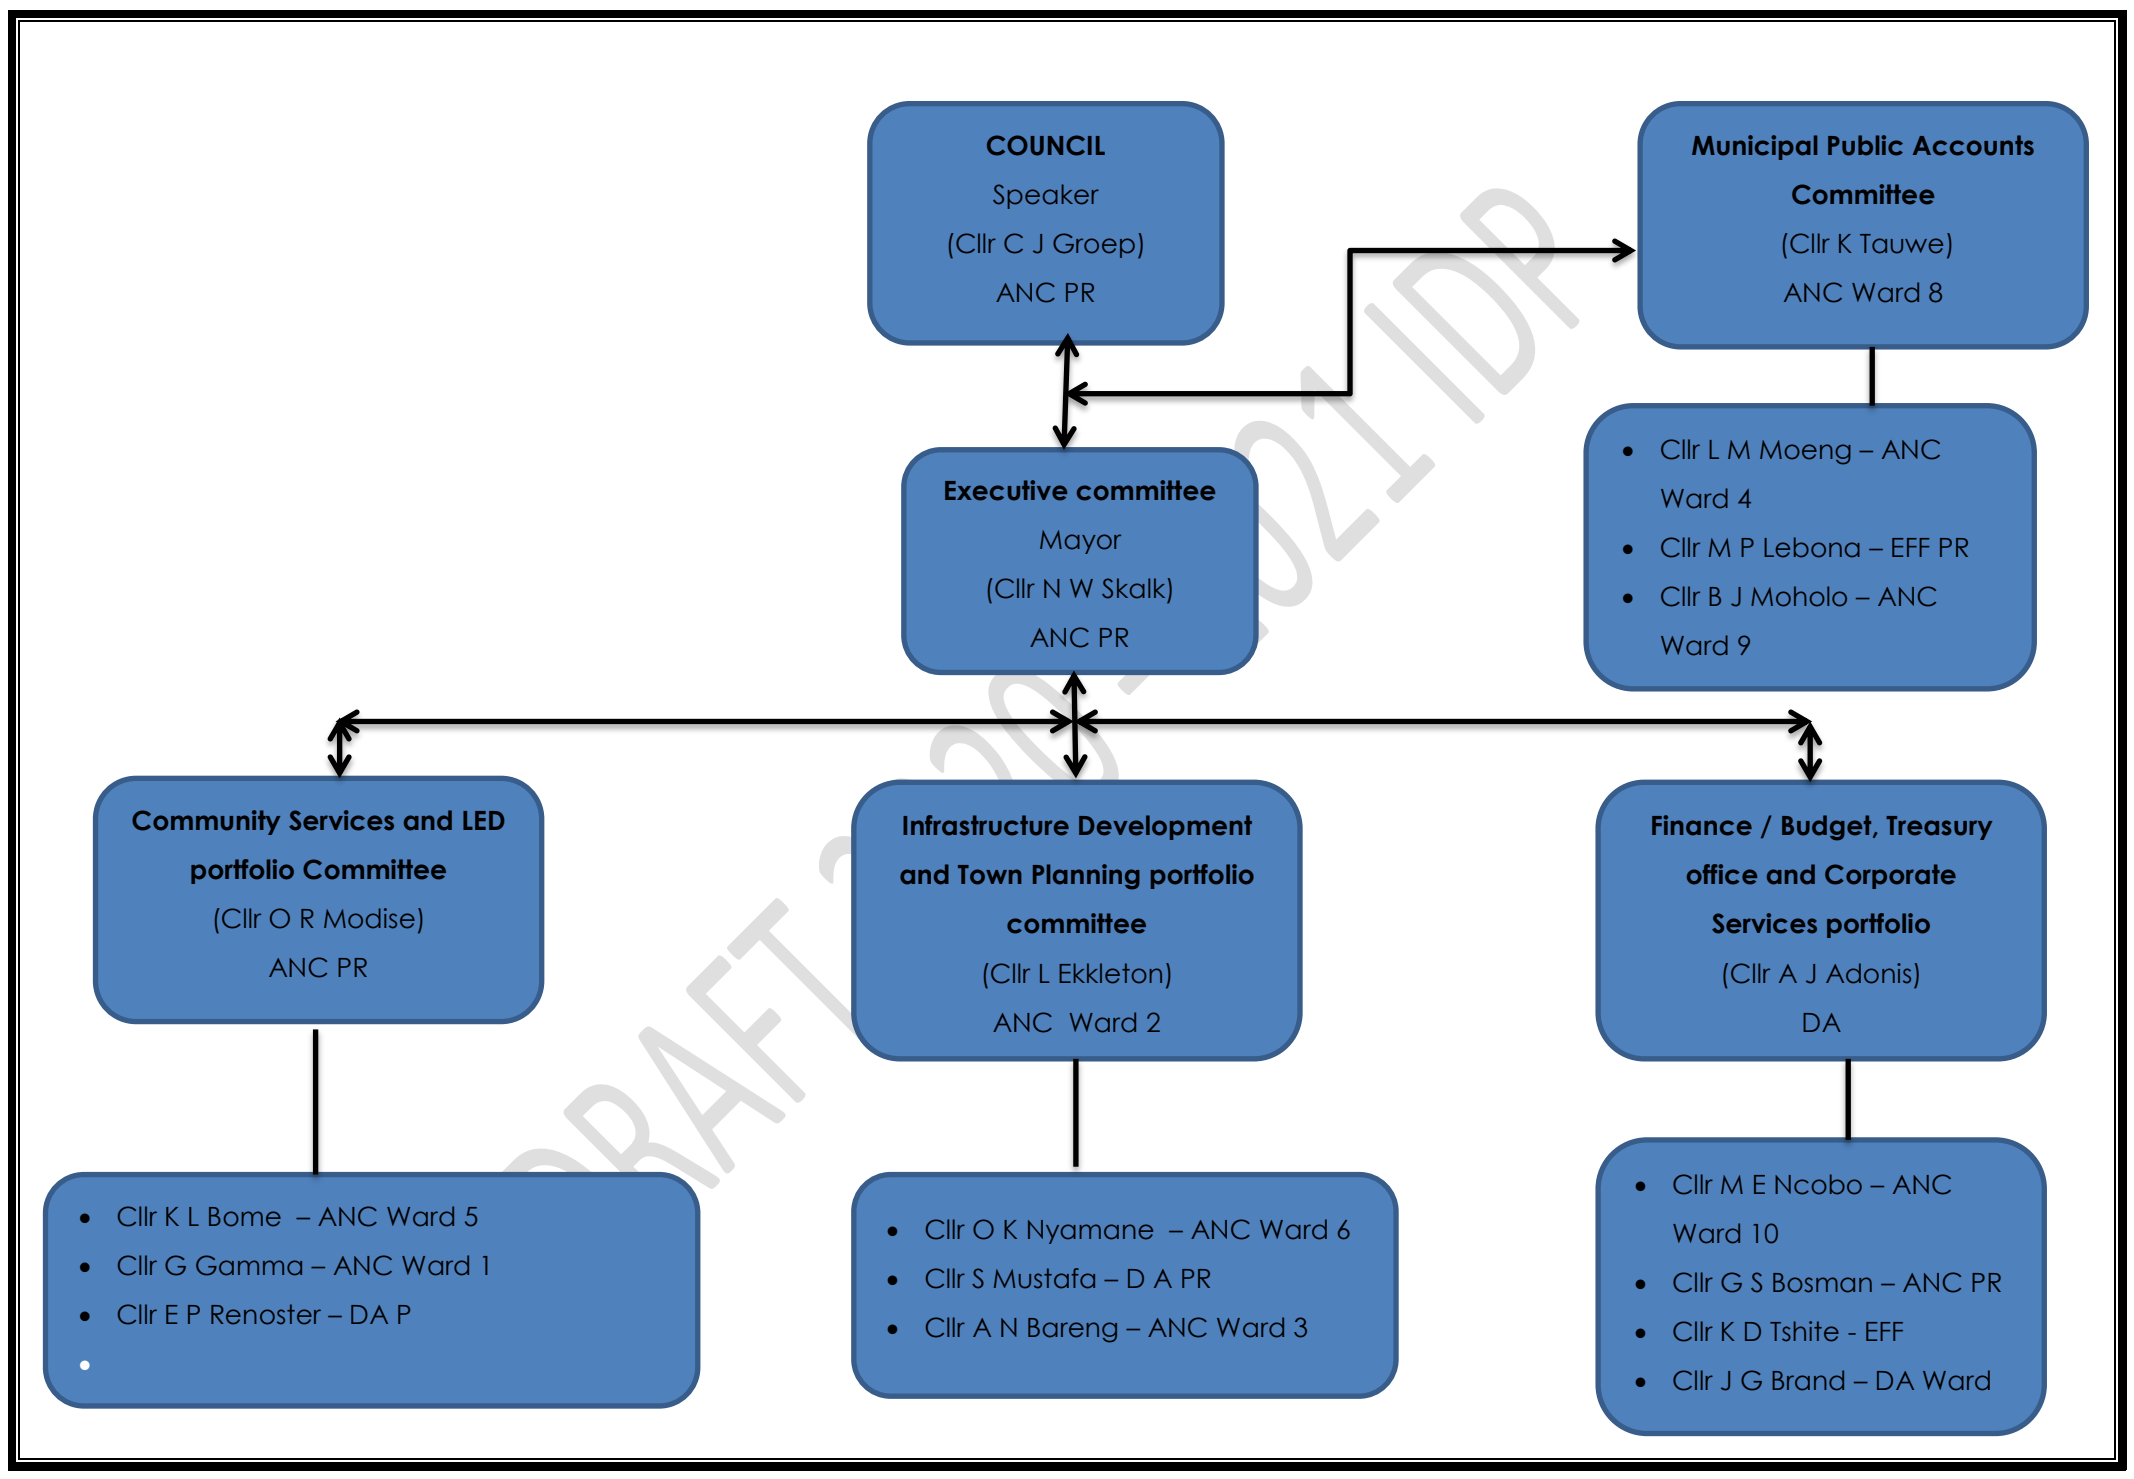 COUNCIL
Speaker
(Cllr C J Groep)
ANC PR
Municipal Public Accounts
Committee
(Cllr K Tauwe)
ANC Ward 8
Executive committee
Mayor
(Cllr N W Skalk)
ANC PR
Cllr L M Moeng – ANC
Ward 4
Cllr M P Lebona – EFF PR
Cllr B J Moholo – ANC
Ward 9
Community Services and LED
portfolio Committee
(Cllr O R Modise)
ANC PR
Infrastructure Development
and Town Planning portfolio
committee
(Cllr L Ekkleton)
ANC  Ward 2
Finance / Budget, Treasury
office and Corporate
Services portfolio
(Cllr A J Adonis)
DA
Cllr K L Bome  – ANC Ward 5
Cllr G Gamma – ANC Ward 1
Cllr E P Renoster – DA P
Cllr O K Nyamane  – ANC Ward 6
Cllr S Mustafa – D A PR
Cllr A N Bareng – ANC Ward 3
Cllr M E Ncobo – ANC
Ward 10
Cllr G S Bosman – ANC PR
Cllr K D Tshite - EFF
Cllr J G Brand – DA Ward
DRAFT IDP